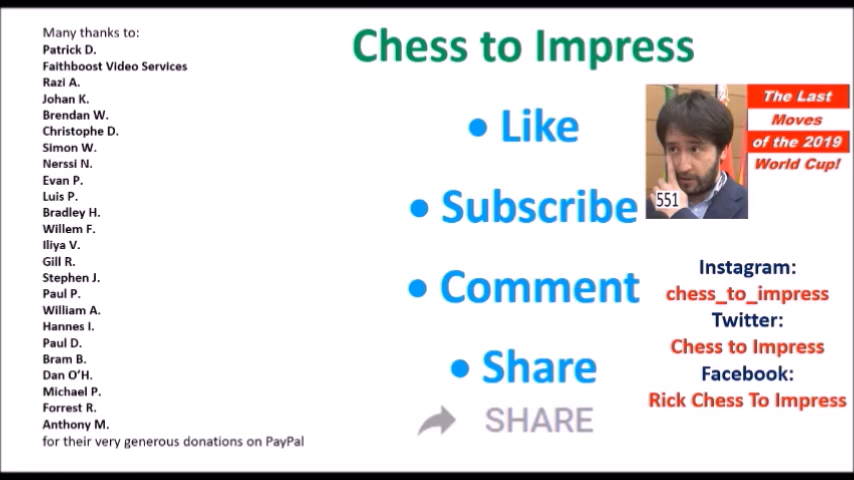 Many thanks to:
Patrick D.
Faithboost Video Services
Razi A.
Johan K.
Brendan W.
Christophe D.
Simon W.
Nerssi N.
Evan P.
Luis P.
Bradley H.
Willem F.
Iliya V.
Gill R.
Stephen J.
Paul P.
William A.
Hannes I.
Paul D.
Bram B.
Dan O'H.
Michael P.
Forrest R.
Anthony M.
for their very generous donations on PayPal
Chess to Impress
• Like
• Subscribe
• Comment
• Share
SHARE
The Last
Moves
of the 2019
World Cup!
551
Instagram:
chess_to_impress
Twitter:
Chess to Impress
Facebook:
Rick Chess To Impress